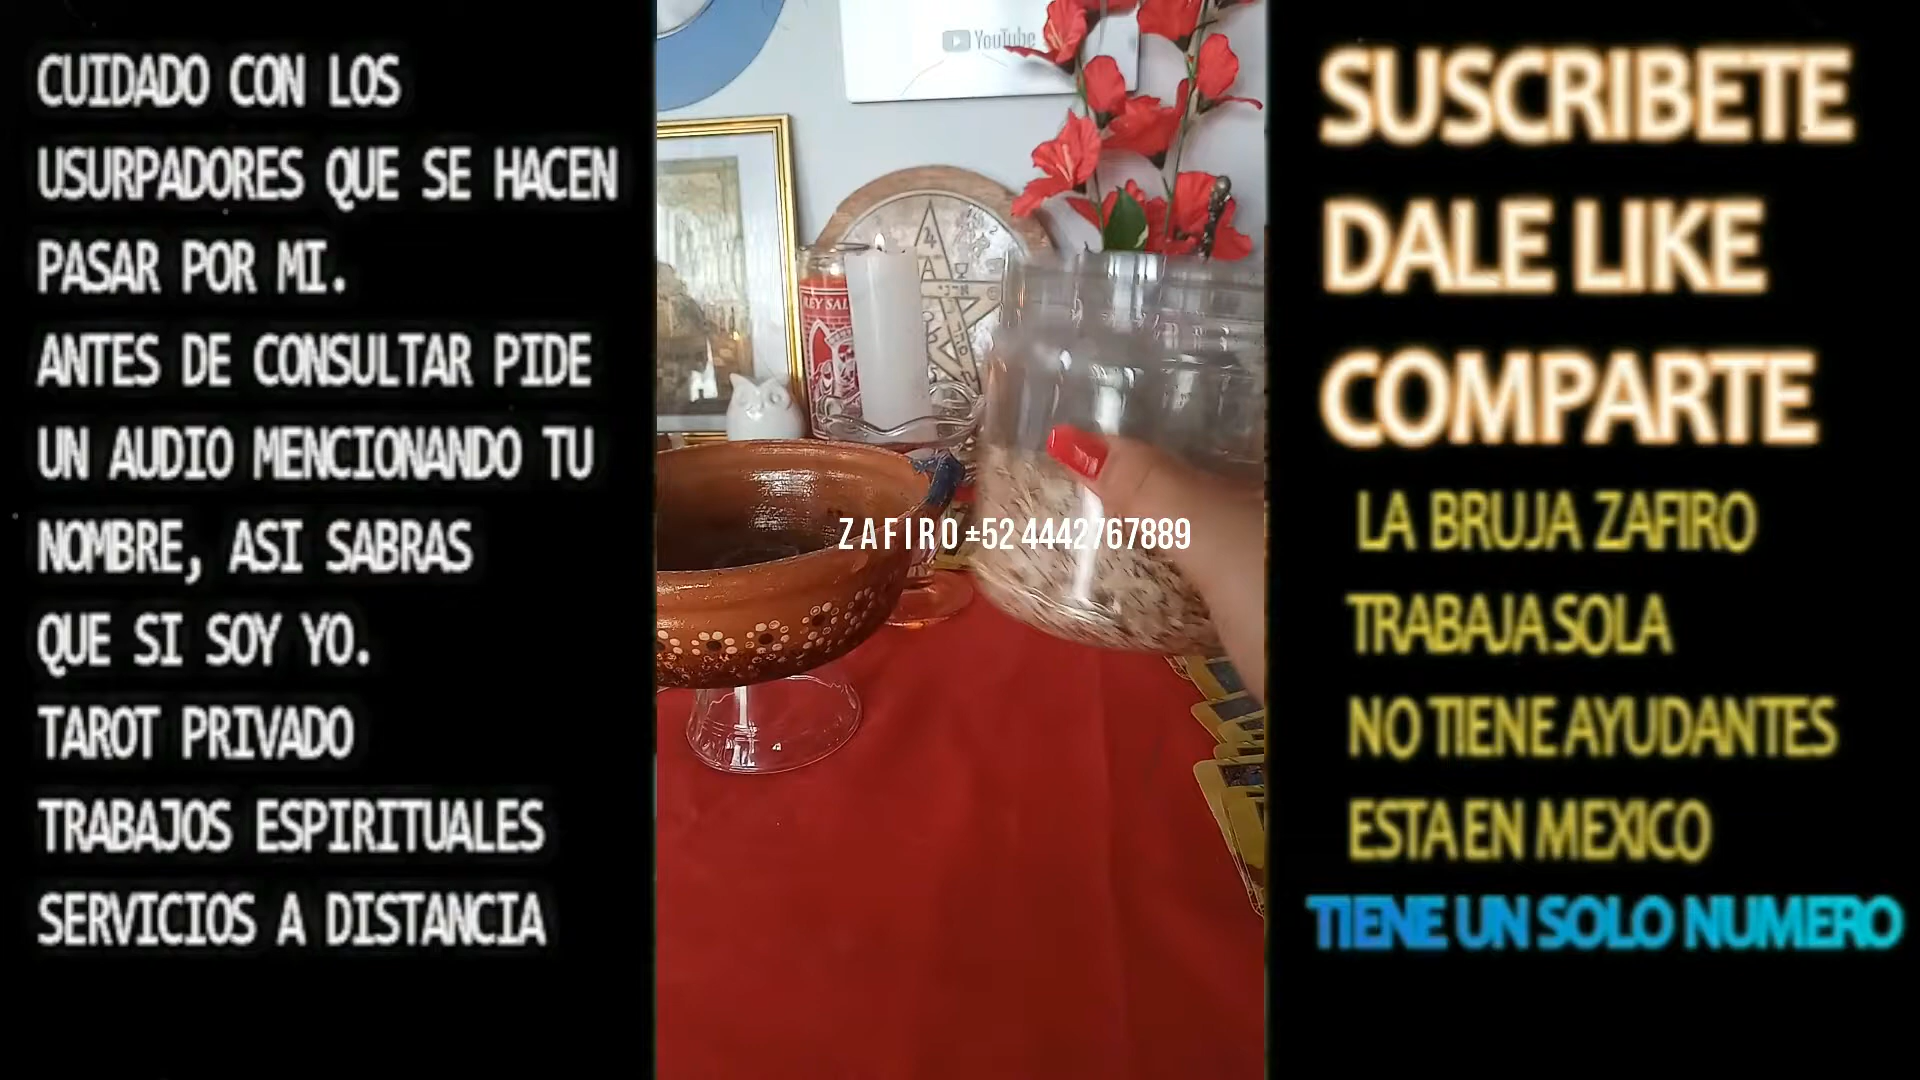 CUIDADO CON LOS
USURPADORES QUE SE HACEN
PASAR POR MI.
ANTES DE CONSULTAR PIDE
UN AUDIO MENCIONANDO TU
NOMBRE, ASI SABRAS
QUE SI SOY YO.
TAROT PRIVADO
TRABAJOS ESPIRITUALES
SERVICIOS A DISTANCIA
YouTube
REY SAL
ZAFIRO ±52 4442767889
SUSCRIBETE
DALE LIKE
COMPARTE
LA BRUJA ZAFIRO
TRABAJA SOLA
NO TIENE AYUDANTES
ESTA EN MEXICO
TIENE UN SOLO NUMERO